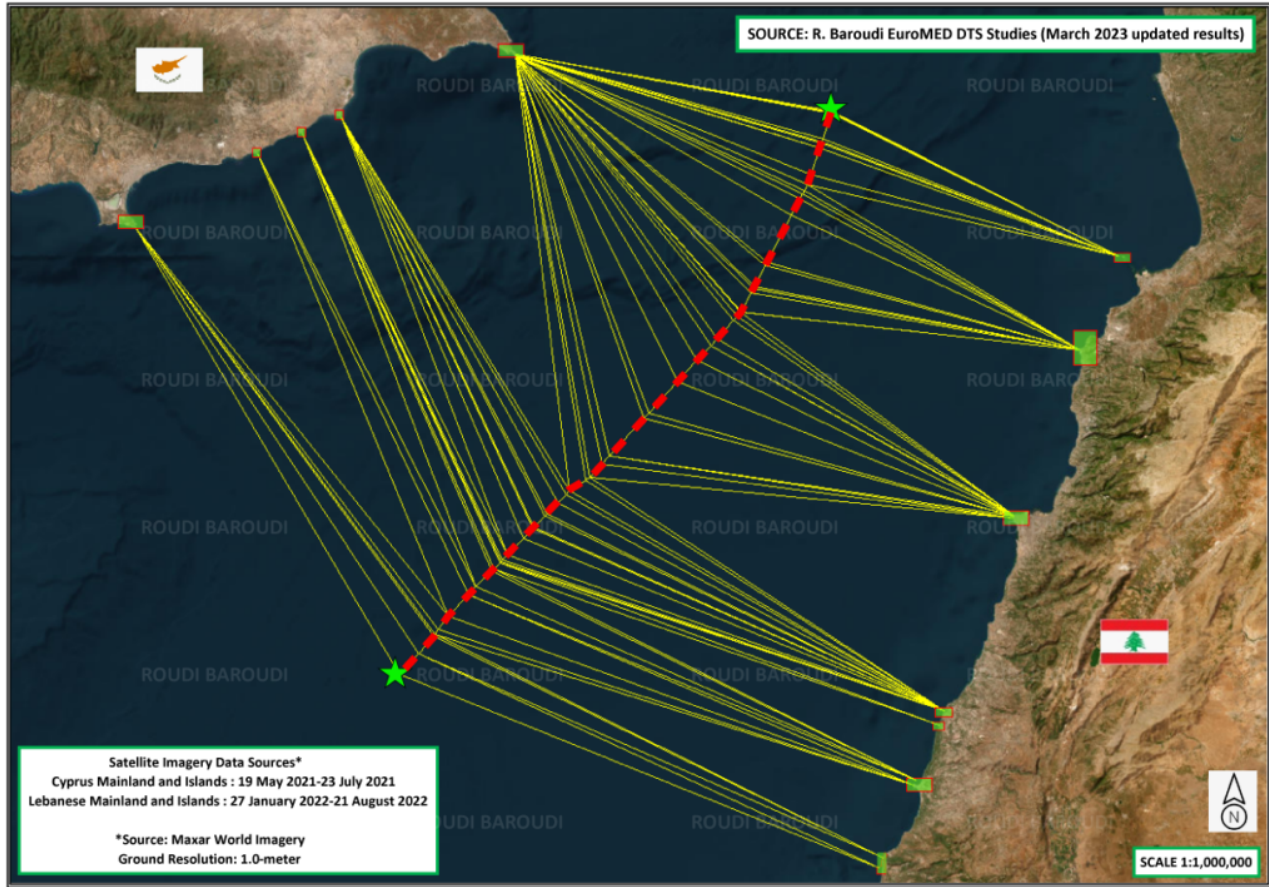 SOURCE: R. Baroudi EuroMED DTS Studies (March 2023 updated results)
ROUDI BAROUDI ROUDI BAROUDI ROUDI BAROUDI
ROUDI BAROUDI ROUDI BAROUDI ROUDI BAROUDI ROUDI BAROUDI
ROUDI BAROUDI ROUDI BAROUDI ROUDI BAROUDI ROUDI BAROUDI
ROUDI BAROUDI ROUDI BAROUDI ROUDI BAROUDI ROUDI BAROUDI
ROUDI BAROUDI ROUDI BAROUDI ROUDI BAROUDI ROUDI BAROUDI
BAROUDI ROUDI BAROUDI ROUDI BAROUDI
Satellite Imagery Data Sources*
Cyprus Mainland and Islands : 19 May 2021-23 July 2021
Lebanese Mainland and Islands : 27 January 2022-21 August 2022
*Source: Maxar World Imagery
Ground Resolution: 1.0-meter
N
SCALE 1:1,000,000